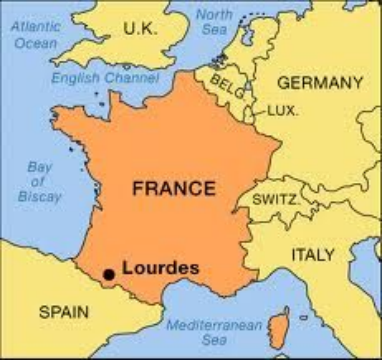 Atlantic
Ocean
U.K.
North
Sea
English Channel
BELG.
GERMANY
LUX.
Bay
of
Biscay
FRANCE
SWITZ.
ITALY
Lourdes
SPAIN
Mediterranean
Sea